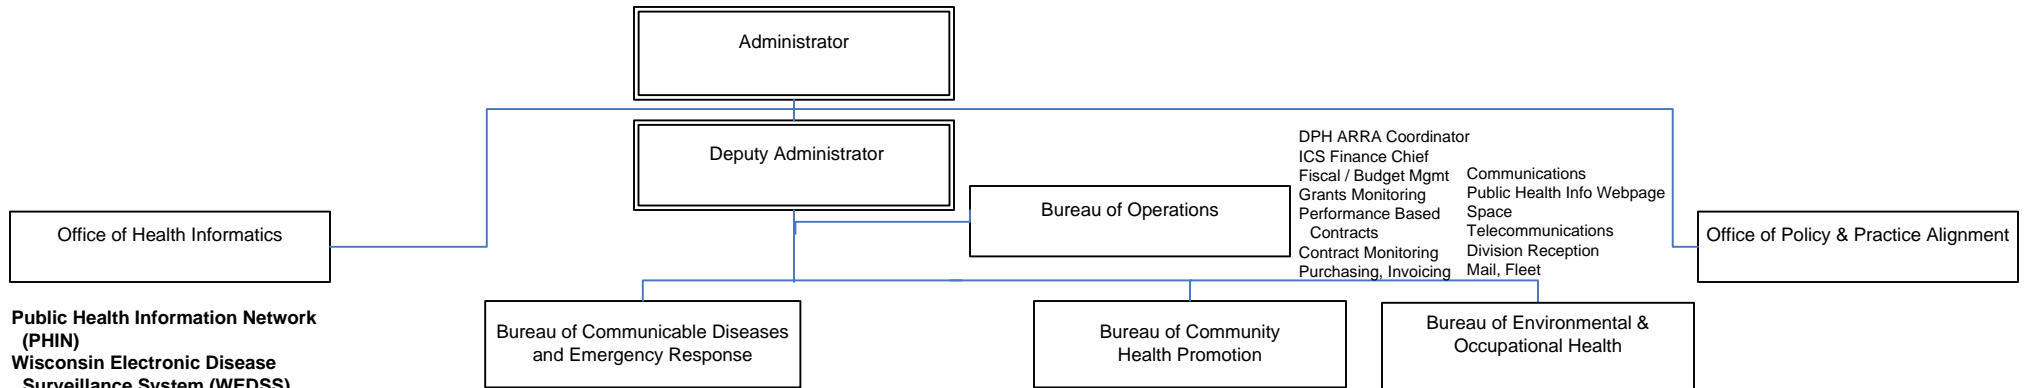 Administrator
Deputy Administrator
DPH ARRA Coordinator
ICS Finance Chief
Fiscal / Budget Mgmt
Grants Monitoring
Performance Based
Contracts
Contract Monitoring
Purchasing, Invoicing
Communications
Public Health Info Webpage
Space
Telecommunications
Division Reception
Mail, Fleet
Bureau of Operations
Office of Health Informatics
Office of Policy & Practice Alignment
Public Health Information Network
(PHIN)
Wisconsin Electronic Disease
Surveillance System (WEDSS)
Bureau of Communicable Diseases
and Emergency Response
Bureau of Community
Health Promotion
Bureau of Environmental &
Occupational Health